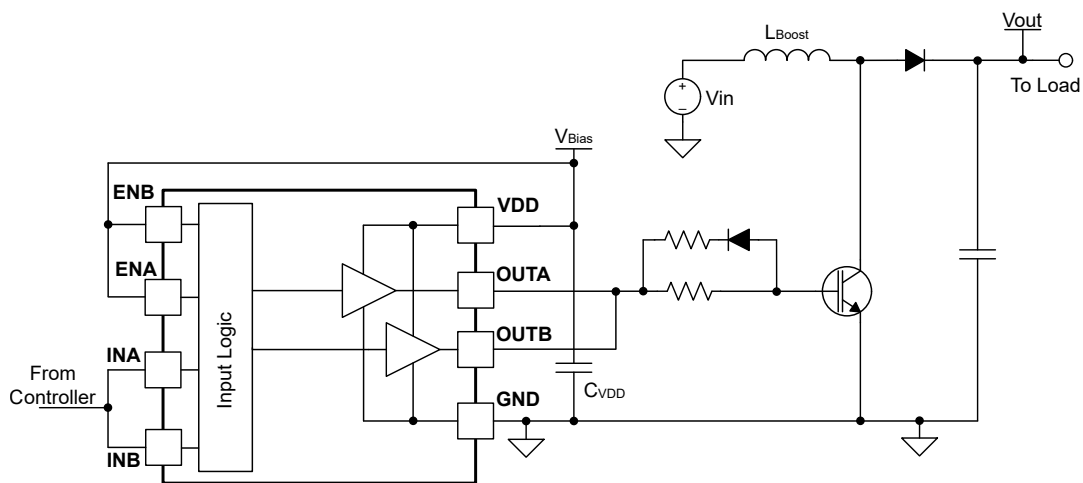 Vout
LBoost
To Load
+
Vin
–
VBias
ENB
VDD
ENA
OUTA
OUTB
INA
Input Logic
From
Controller
CVDD
GND
INB